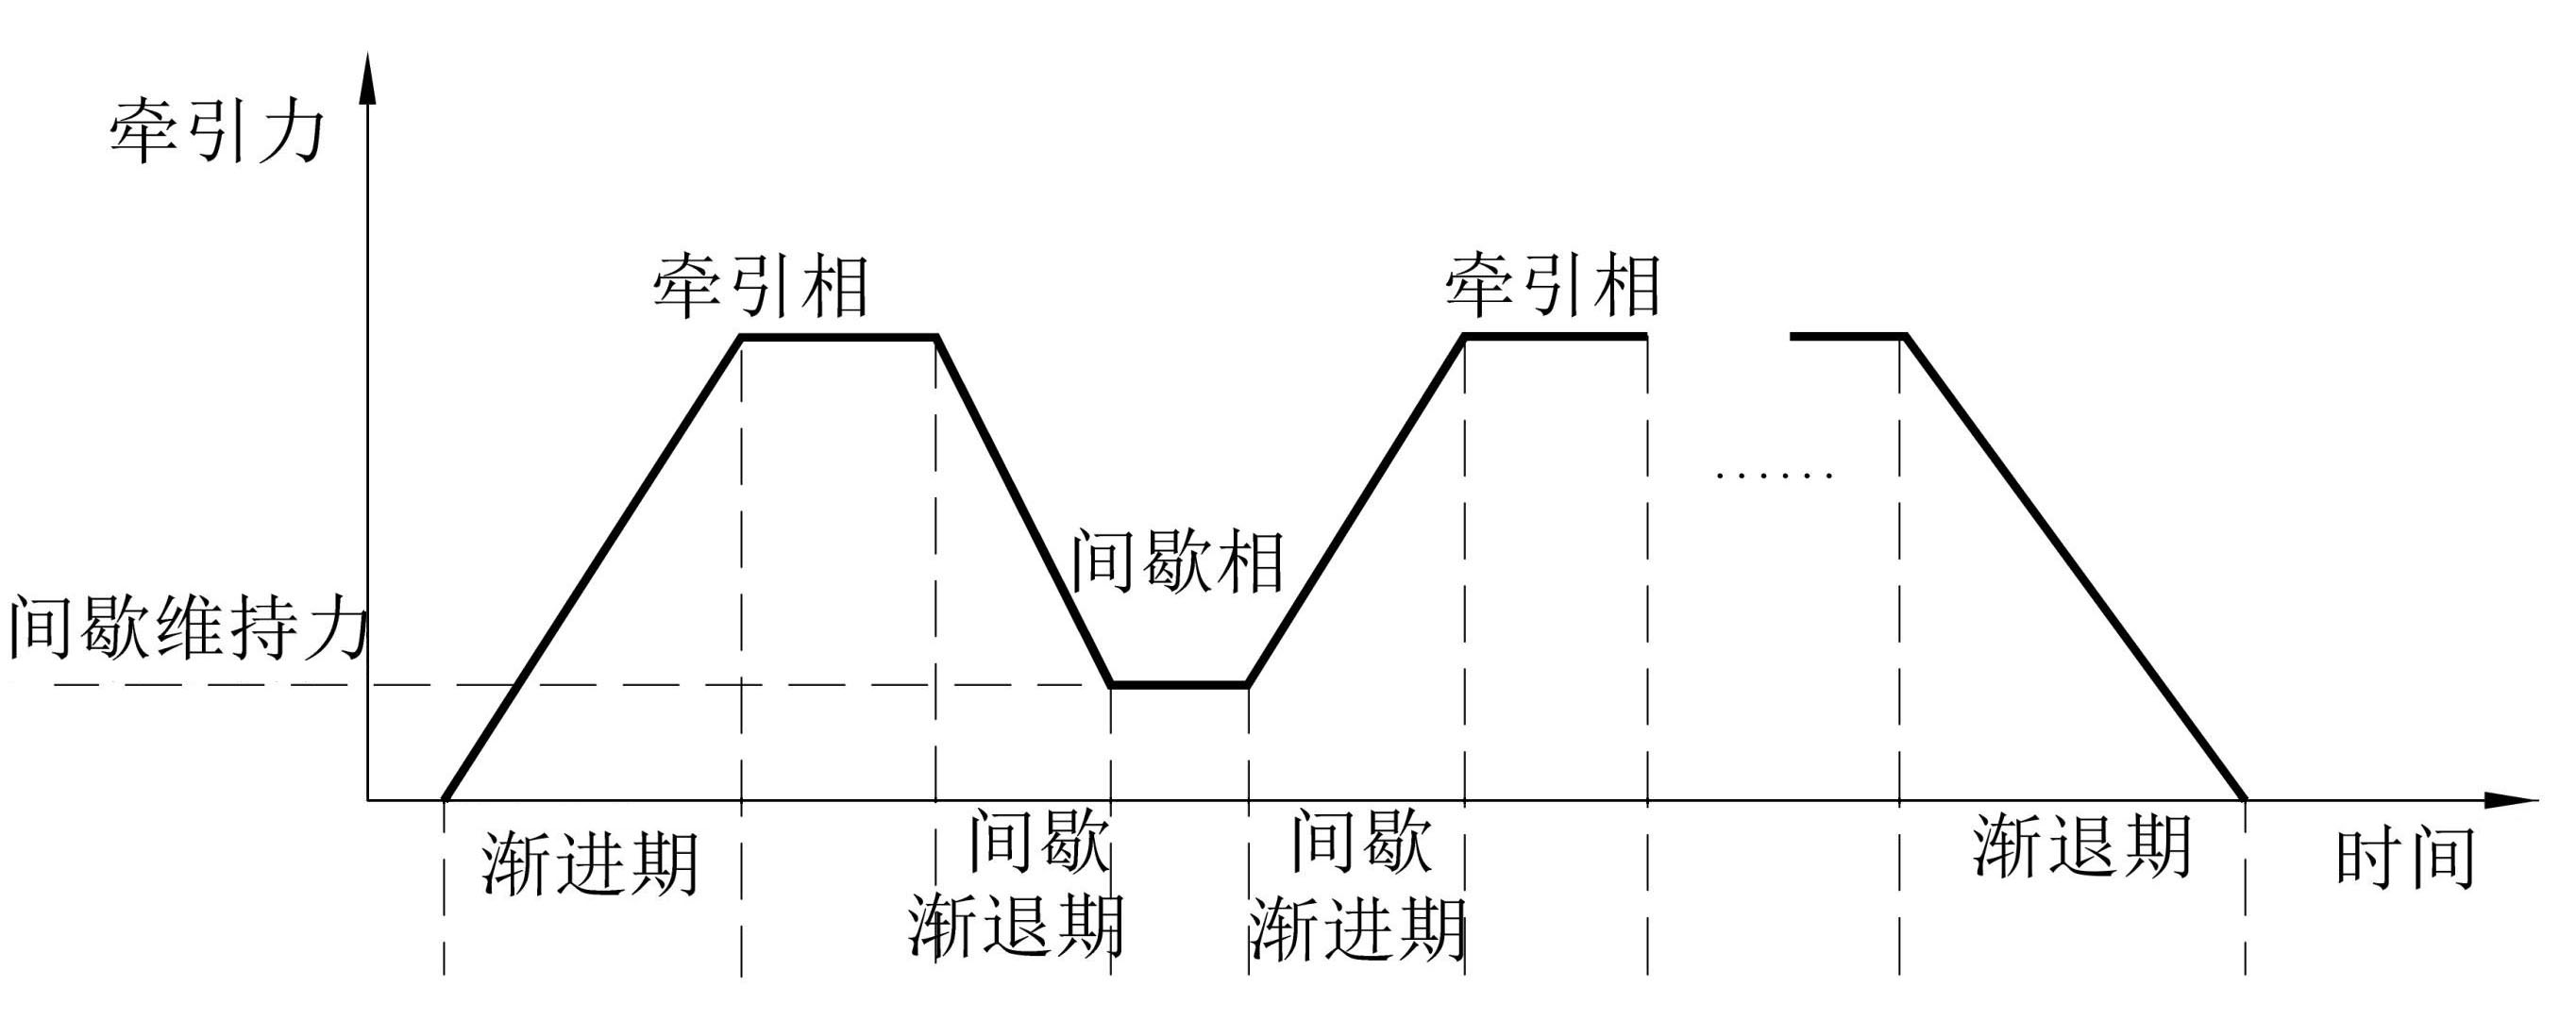 牵引力
牵引相
牵引相
······
间歇相
间歇维持力
渐进期
间歇
渐退期
间歇
渐进期
渐退期
时间